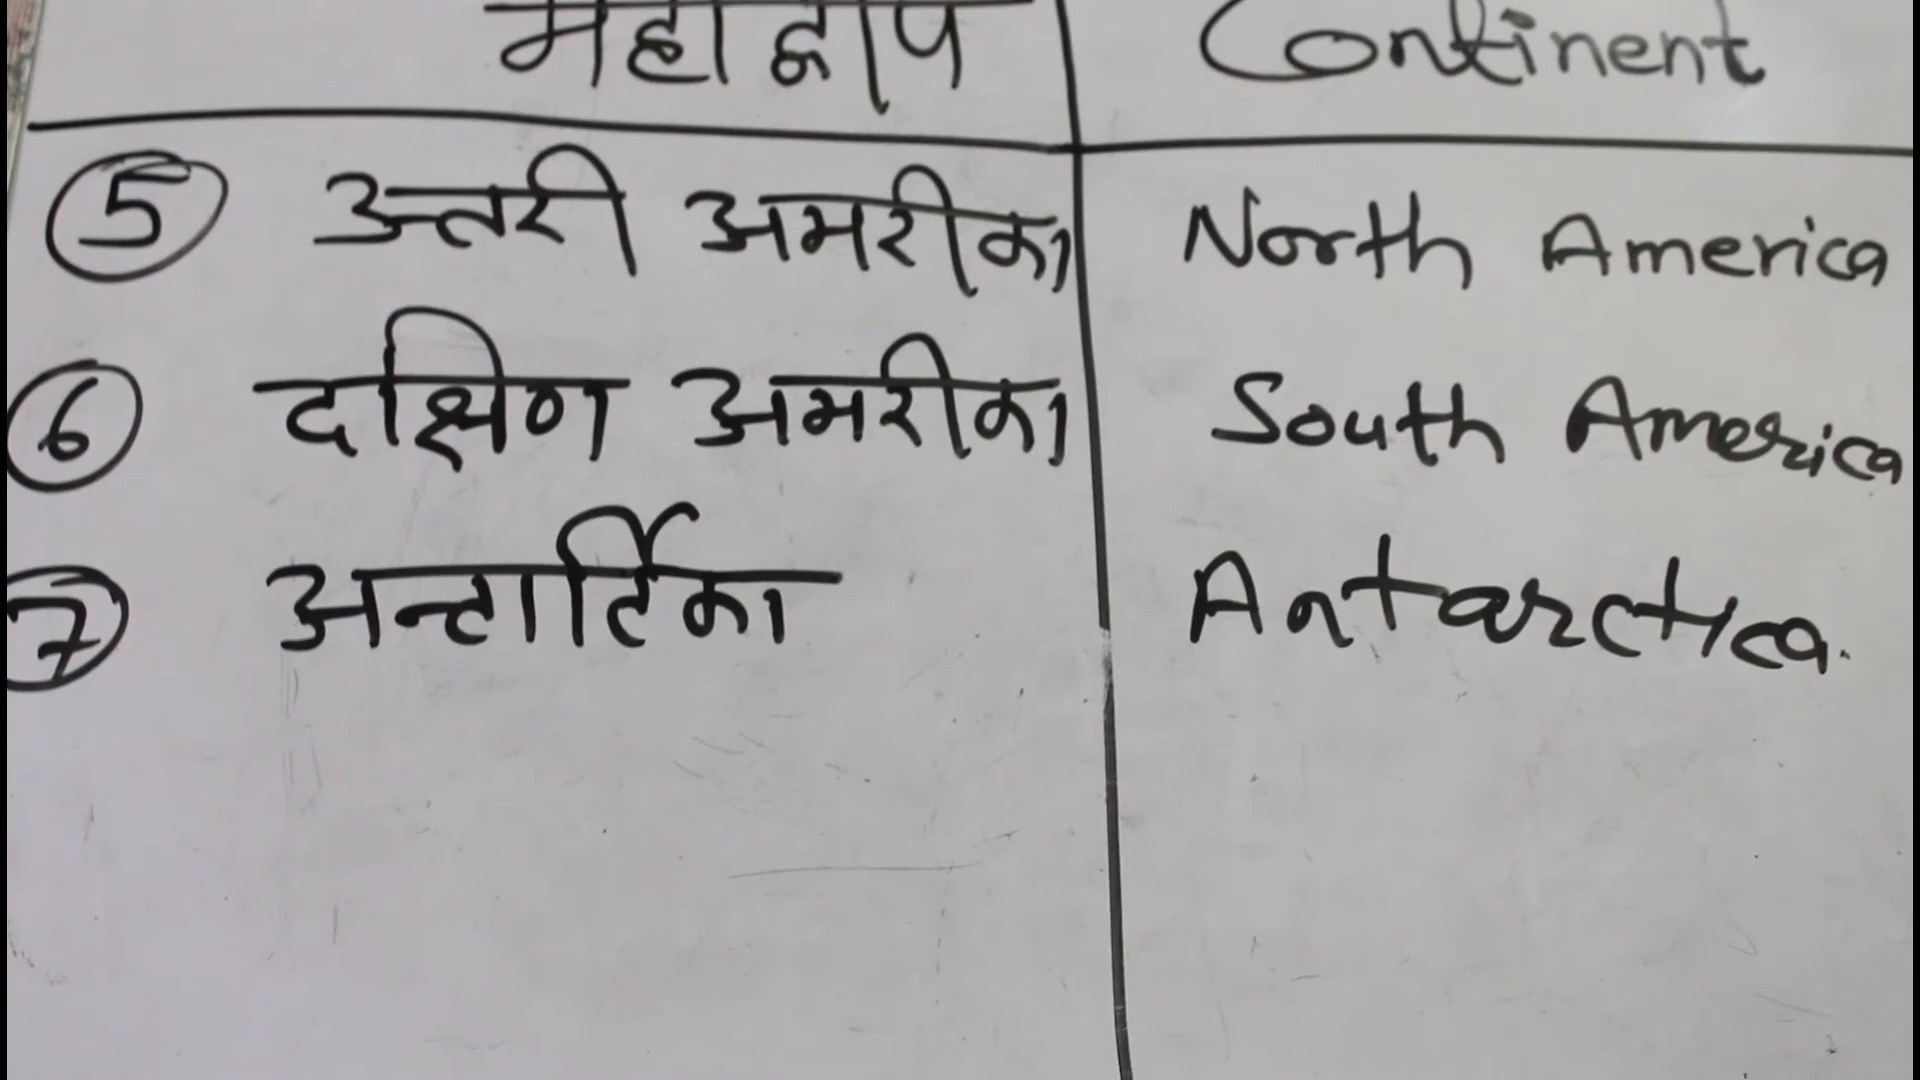 महाद्वीप Continent
5 उत्तरी अमरीका North America
6 दक्षिण अमरीका South America
7 अन्टार्टिका Antarctica.